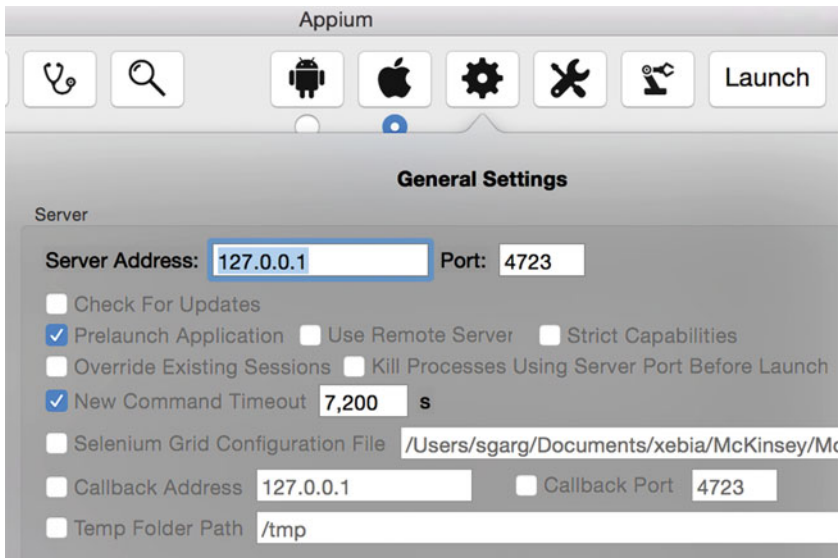 Appium
Launch
General Settings
Server
Server Address: 127.0.0.1 Port: 4723
Check For Updates
Prelaunch Application Use Remote Server Strict Capabilities
Override Existing Sessions Kill Processes Using Server Port Before Launch
New Command Timeout 7,200 s
Selenium Grid Configuration File /Users/sgarg/Documents/xebia/McKinsey/Mc
Callback Address 127.0.0.1 Callback Port 4723
Temp Folder Path /tmp